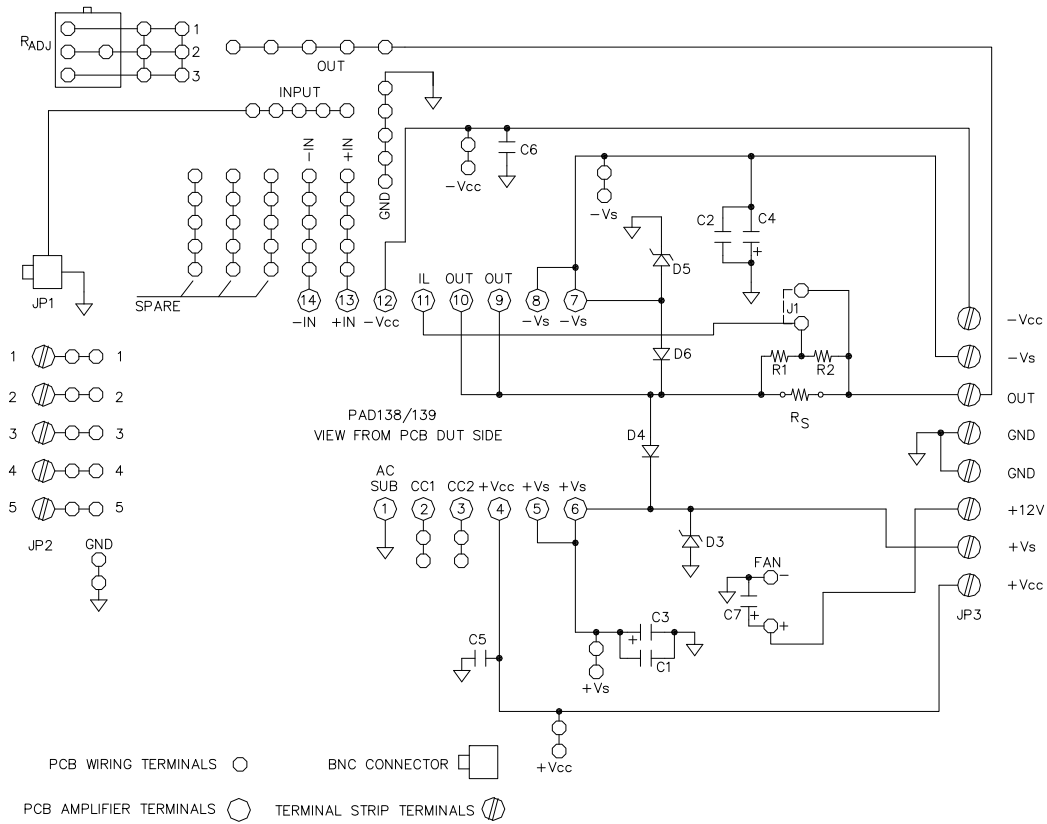 RADJ
1
2
3
OUT
INPUT
-IN
+IN
GND
-Vcc
C6
-Vs
C2
C4
+
D5
JP1
SPARE
IL
OUT
OUT
14
13
12
11
10
9
8
7
-IN
+IN
-Vcc
-Vs
-Vs
J1
D6
R1
R2
RS
-Vcc
-Vs
OUT
GND
GND
+12V
+Vs
+Vcc
JP3
1
1
2
2
3
3
4
4
5
5
JP2
GND
PAD138/139
VIEW FROM PCB DUT SIDE
D4
AC
SUB
CC1
CC2
+Vcc
+Vs
+Vs
1
2
3
4
5
6
D3
FAN
-
C7
+
+
C5
C3
+
C1
+Vs
+Vcc
PCB WIRING TERMINALS
BNC CONNECTOR
PCB AMPLIFIER TERMINALS
TERMINAL STRIP TERMINALS